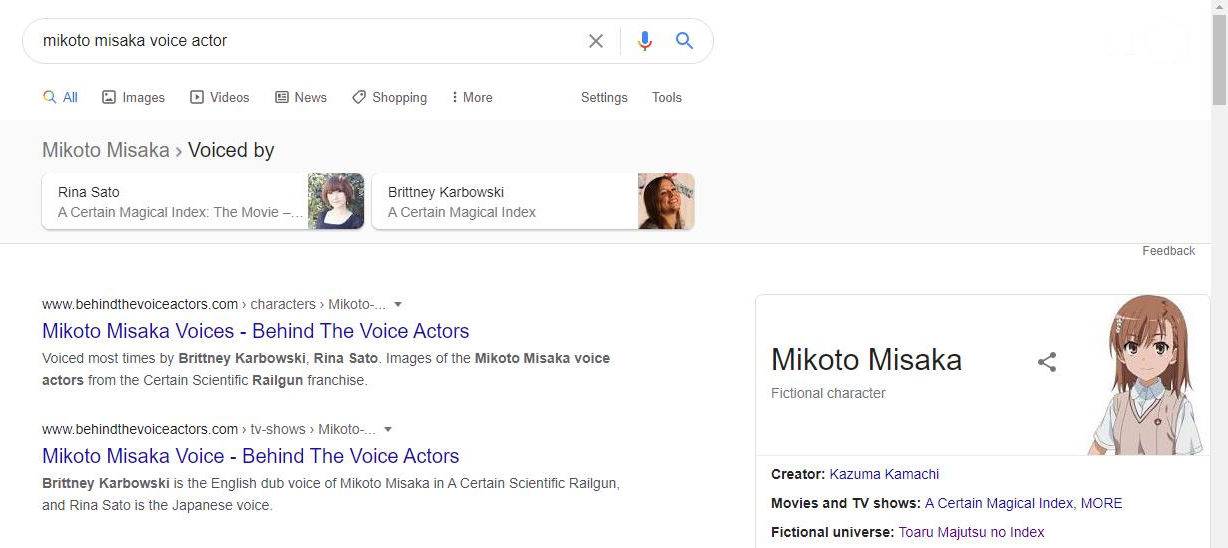 mikoto misaka voice actor
All Images Videos News Shopping More Settings Tools
Mikoto Misaka › Voiced by
Rina Sato
A Certain Magical Index: The Movie –...
Brittney Karbowski
A Certain Magical Index
Feedback
www.behindthevoiceactors.com › characters › Mikoto-...
Mikoto Misaka Voices - Behind The Voice Actors
Voiced most times by Brittney Karbowski, Rina Sato. Images of the Mikoto Misaka voice
actors from the Certain Scientific Railgun franchise.
www.behindthevoiceactors.com › tv-shows › Mikoto-...
Mikoto Misaka Voice - Behind The Voice Actors
Brittney Karbowski is the English dub voice of Mikoto Misaka in A Certain Scientific Railgun,
and Rina Sato is the Japanese voice.
Mikoto Misaka
Fictional character
Creator: Kazuma Kamachi
Movies and TV shows: A Certain Magical Index, MORE
Fictional universe: Toaru Majutsu no Index